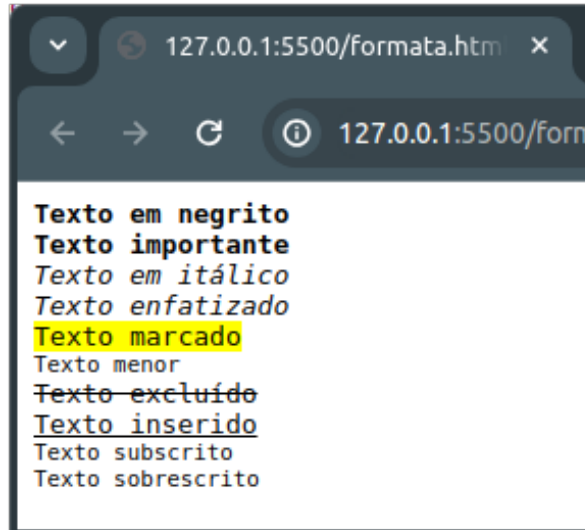 127.0.0.1:5500/formata.htm
127.0.0.1:5500/form
Texto em negrito
Texto importante
Texto em itálico
Texto enfatizado
Texto marcado
Texto menor
Texto excluído
Texto inserido
Texto subscrito
Texto sobrescrito